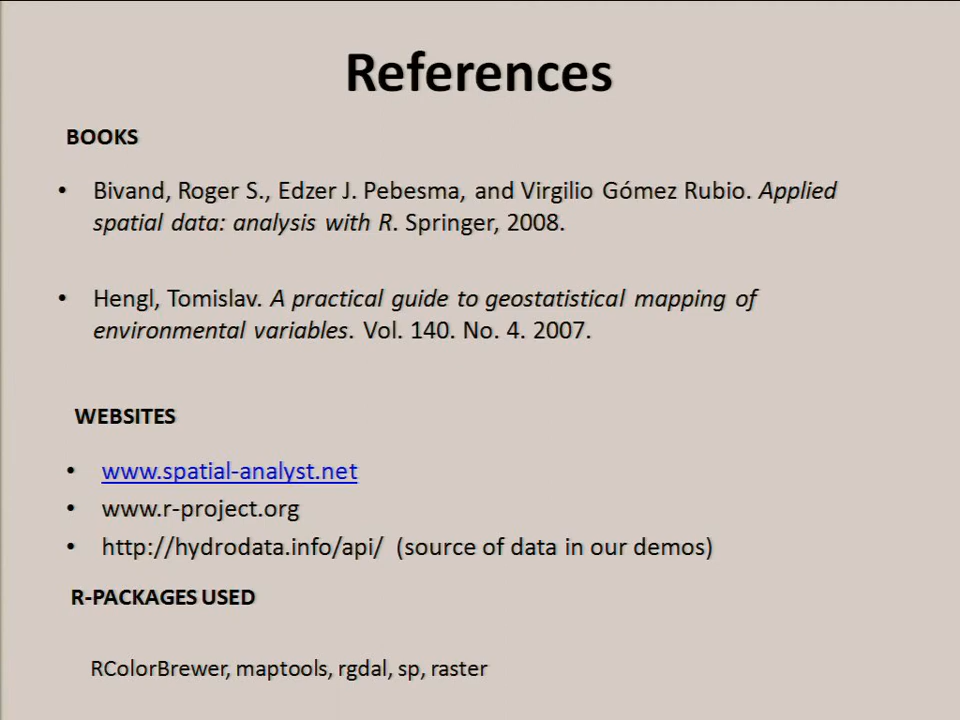 References
BOOKS
• Bivand, Roger S., Edzer J. Pebesma, and Virgilio Gómez Rubio. Applied
spatial data: analysis with R. Springer, 2008.
• Hengl, Tomislav. A practical guide to geostatistical mapping of
environmental variables. Vol. 140. No. 4. 2007.
WEBSITES
• www.spatial-analyst.net
• www.r-project.org
• http://hydrodata.info/api/ (source of data in our demos)
R-PACKAGES USED
RColorBrewer, maptools, rgdal, sp, raster